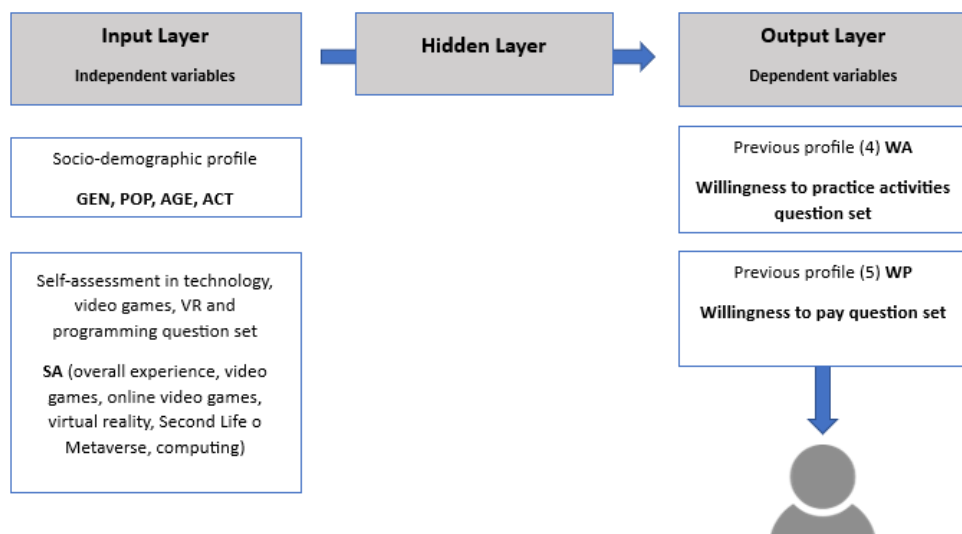 Input Layer
Independent variables
Hidden Layer
Output Layer
Dependent variables
Socio-demographic profile
GEN, POP, AGE, ACT
Self-assessment in technology,
video games, VR and
programming question set
SA (overall experience, video
games, online video games,
virtual reality, Second Life o
Metaverse, computing)
Previous profile (4) WA
Willingness to practice activities
question set
Previous profile (5) WP
Willingness to pay question set